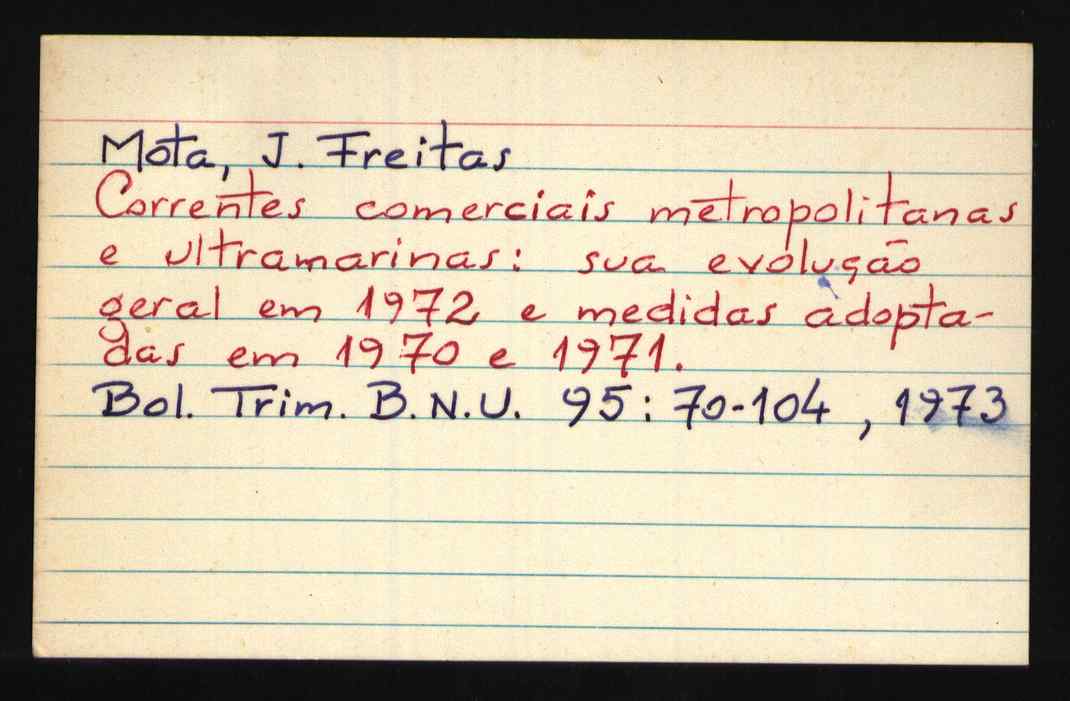 Mota, J. Freitas
Correntes comerciais metropolitanas
e ultramarinas: sua evolução
geral em 1972 e medidas adopta-
das em 1970 e 1971.
Bol. Trim. B.N.U. 95: 70-104, 1973